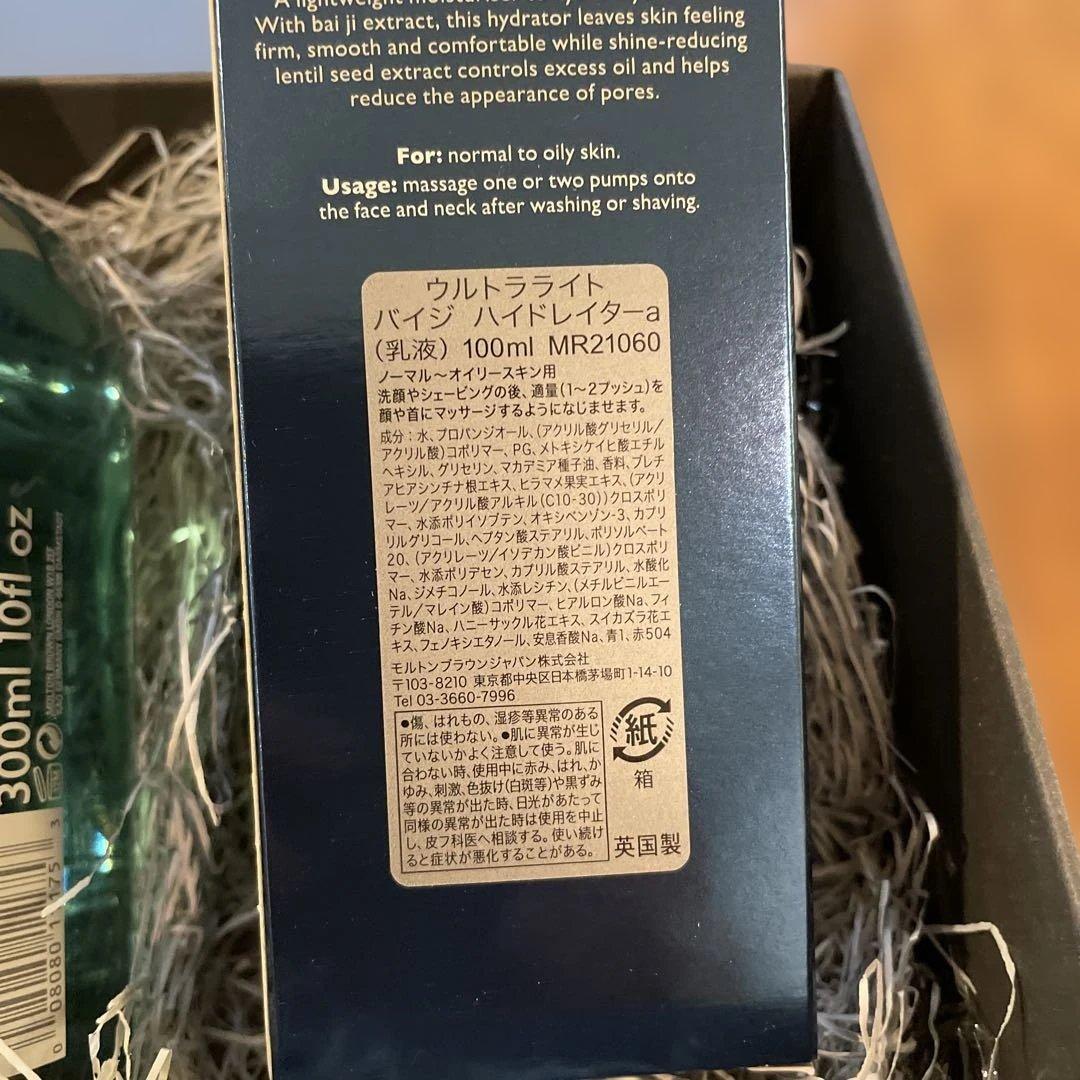 A lightweight moisturiser
With bai ji extract, this hydrator leaves skin feeling
firm, smooth and comfortable while shine-reducing
lentil seed extract controls excess oil and helps
reduce the appearance of pores.
For: normal to oily skin.
Usage: massage one or two pumps onto
the face and neck after washing or shaving.
ウルトラライト
バイジ ハイドレイターa
(乳液) 100ml MR21060
ノーマル～オイリースキン用
洗顔やシェービングの後、適量(1～2プッシュ)を
顔や首にマッサージするようになじませます。
成分:水、プロパンジオール、(アクリル酸グリセリル/
アクリル酸)コポリマー、PG、メトキシケイヒ酸エチル
ヘキシル、グリセリン、マカデミア種子油、香料、ブレチ
アヒアシンチナ根エキス、ヒラマメ果実エキス、(アクリ
レーツ/アクリル酸アルキル(C10-30))クロスポリ
マー、水添ポリイソブテン、オキシベンゾン-3、カプリ
リルグリコール、ヘプタン酸ステアリル、ポリソルベート
20、(アクリレーツ/イソデカン酸ビニル)クロスポリ
マー、水添ポリデセン、カプリル酸ステアリル、水酸化
Na、ジメチコノール、水添レシチン、(メチルビニルエー
テル/マレイン酸)コポリマー、ヒアルロン酸Na、フィ
チン酸Na、ハニーサックル花エキス、スイカズラ花エ
キス、フェノキシエタノール、安息香酸Na、青1、赤504
モルトンブラウンジャパン株式会社
〒103-8210 東京都中央区日本橋茅場町1-14-10
Tel 03-3660-7996
●傷、はれもの、湿疹等異常のある
所には使わない。●肌に異常が生じ
ていないかよく注意して使う。肌に
合わない時、使用中に赤み、はれ、か
ゆみ、刺激、色抜け(白斑等)や黒ずみ
等の異常が出た時、日光があたって
同様の異常が出た時は使用を中止
し、皮フ科医へ相談する。使い続け
ると症状が悪化することがある。
紙
箱
英国製
300ml 10fl oz